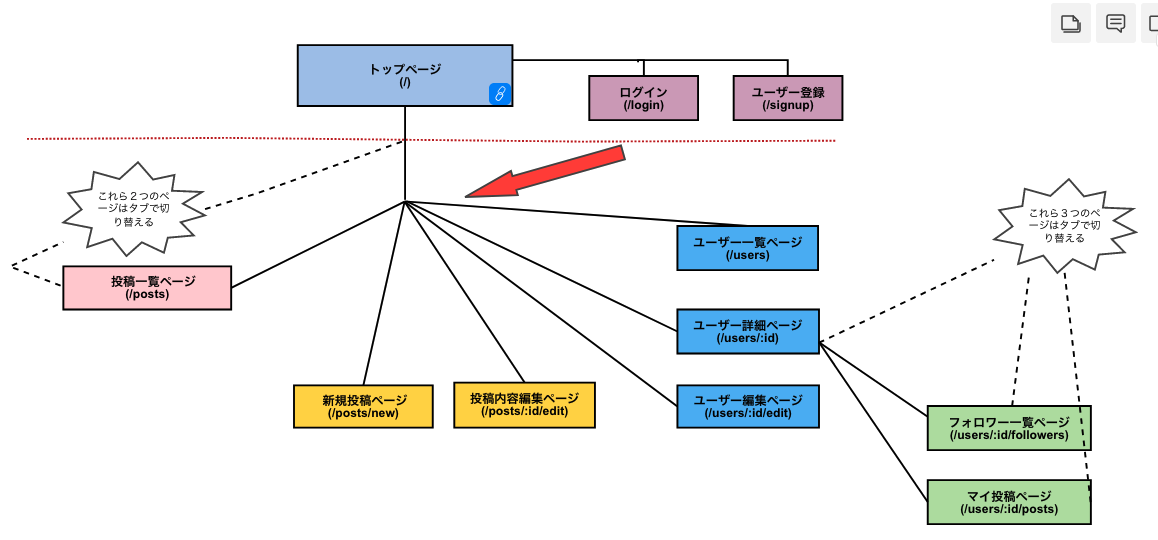 トップページ
(/)
ログイン
(/login)
ユーザー登録
(/signup)
これら２つのペ
ージはタブで切
り替える
これら３つのペ
ージはタブで切
り替える
ユーザー一覧ページ
(/users)
投稿一覧ページ
(/posts)
ユーザー詳細ページ
(/users/:id)
新規投稿ページ
(/posts/new)
投稿内容編集ページ
(/posts/:id/edit)
ユーザー編集ページ
(/users/:id/edit)
フォロワー一覧ページ
(/users/:id/followers)
マイ投稿ページ
(/users/:id/posts)